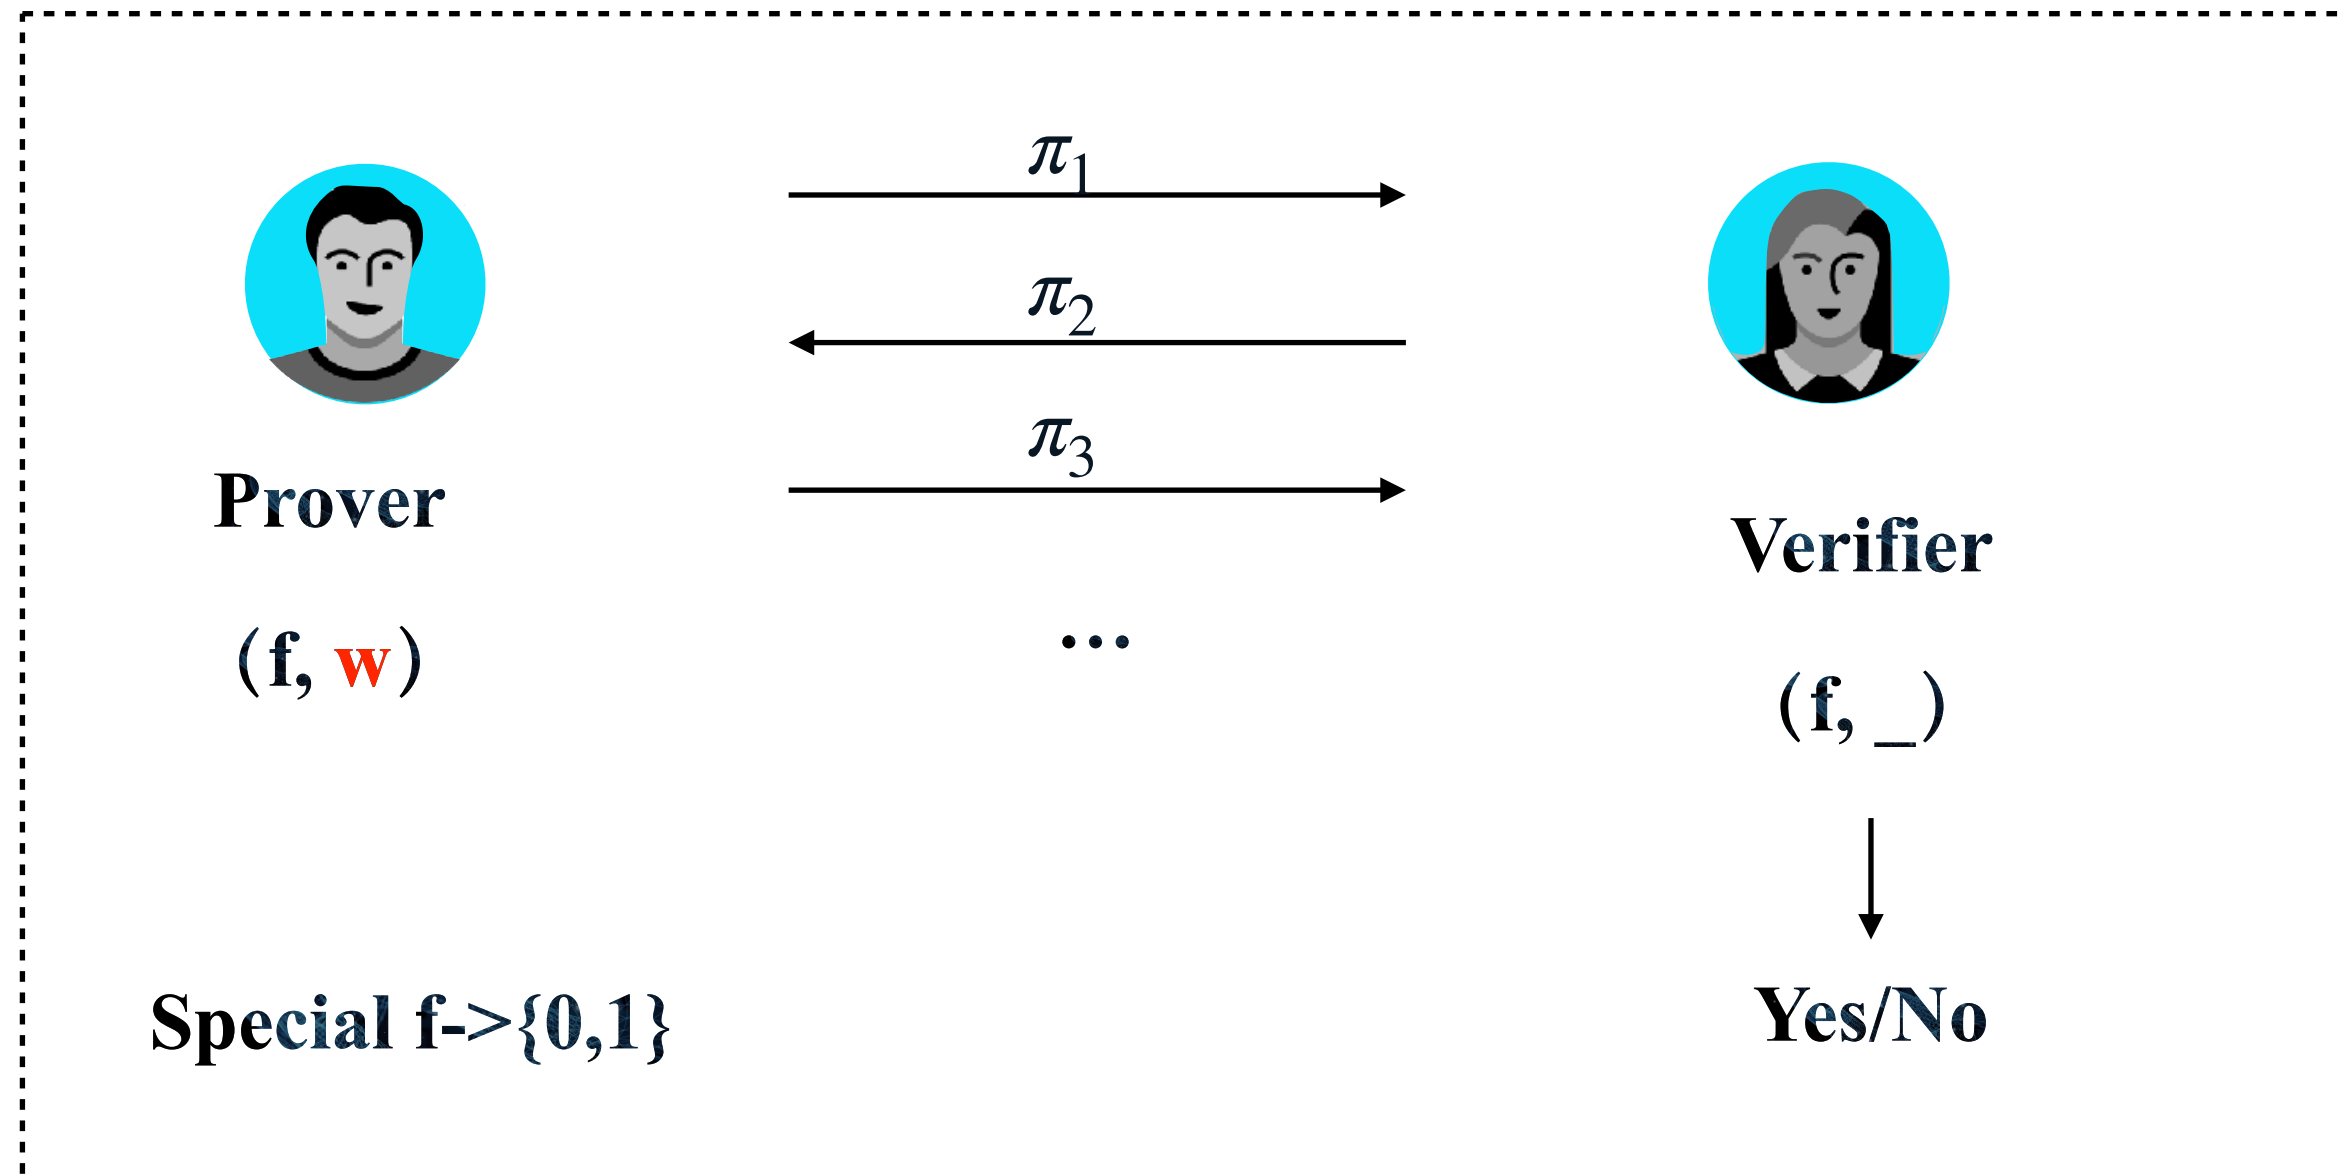 π1
π2
π3
Prover
Verifier
(f, w)
...
(f, _)
Special f->{0,1}
Yes/No